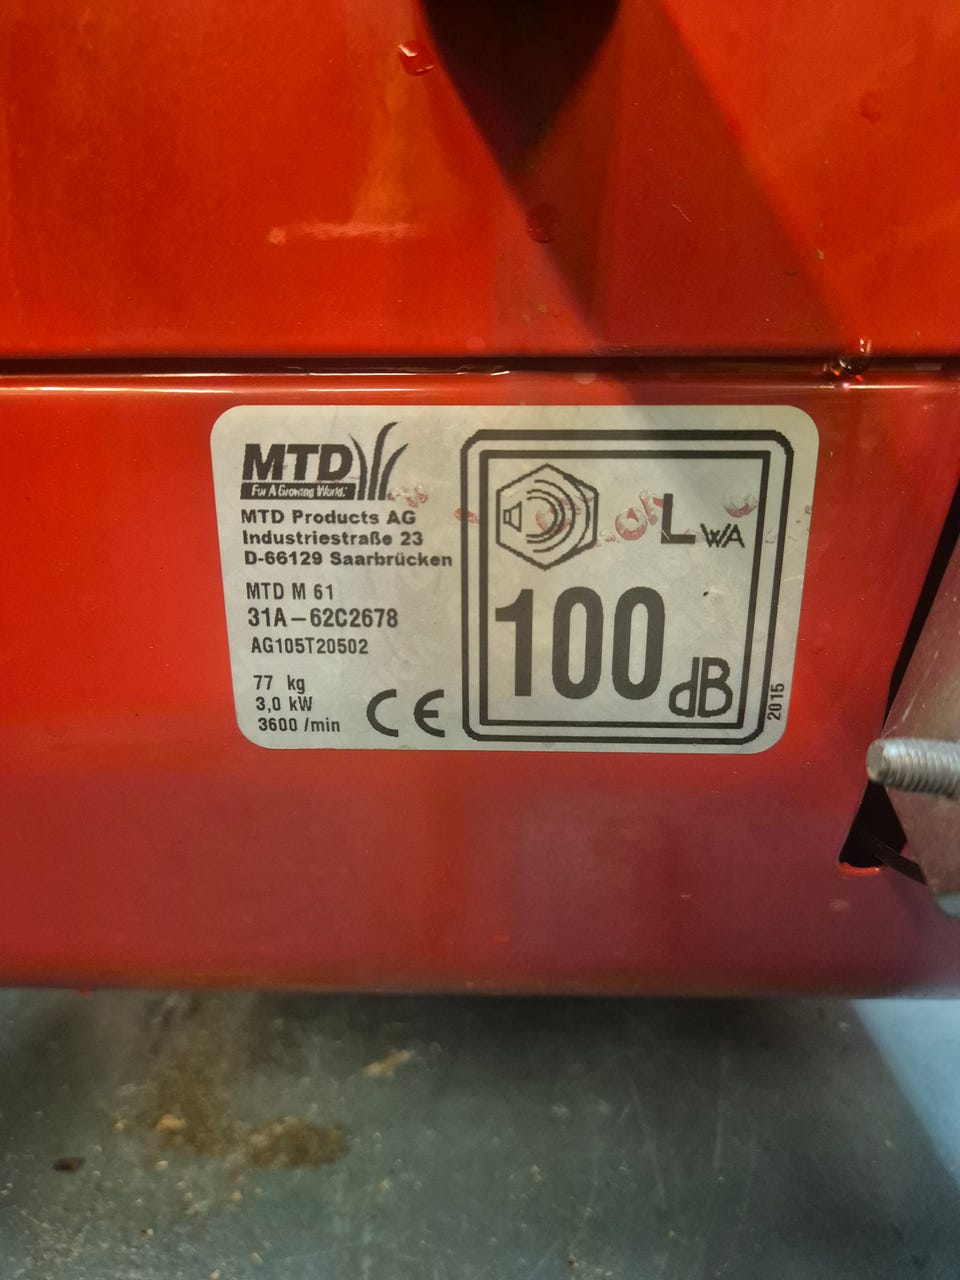 MTD
For A Growing World.
MTD Products AG
Industriestraße 23
D-66129 Saarbrücken
MTD M 61
31A-62C2678
AG105T20502
77 kg
3,0 kW
3600 /min
CE
LWA
100
dB
2015